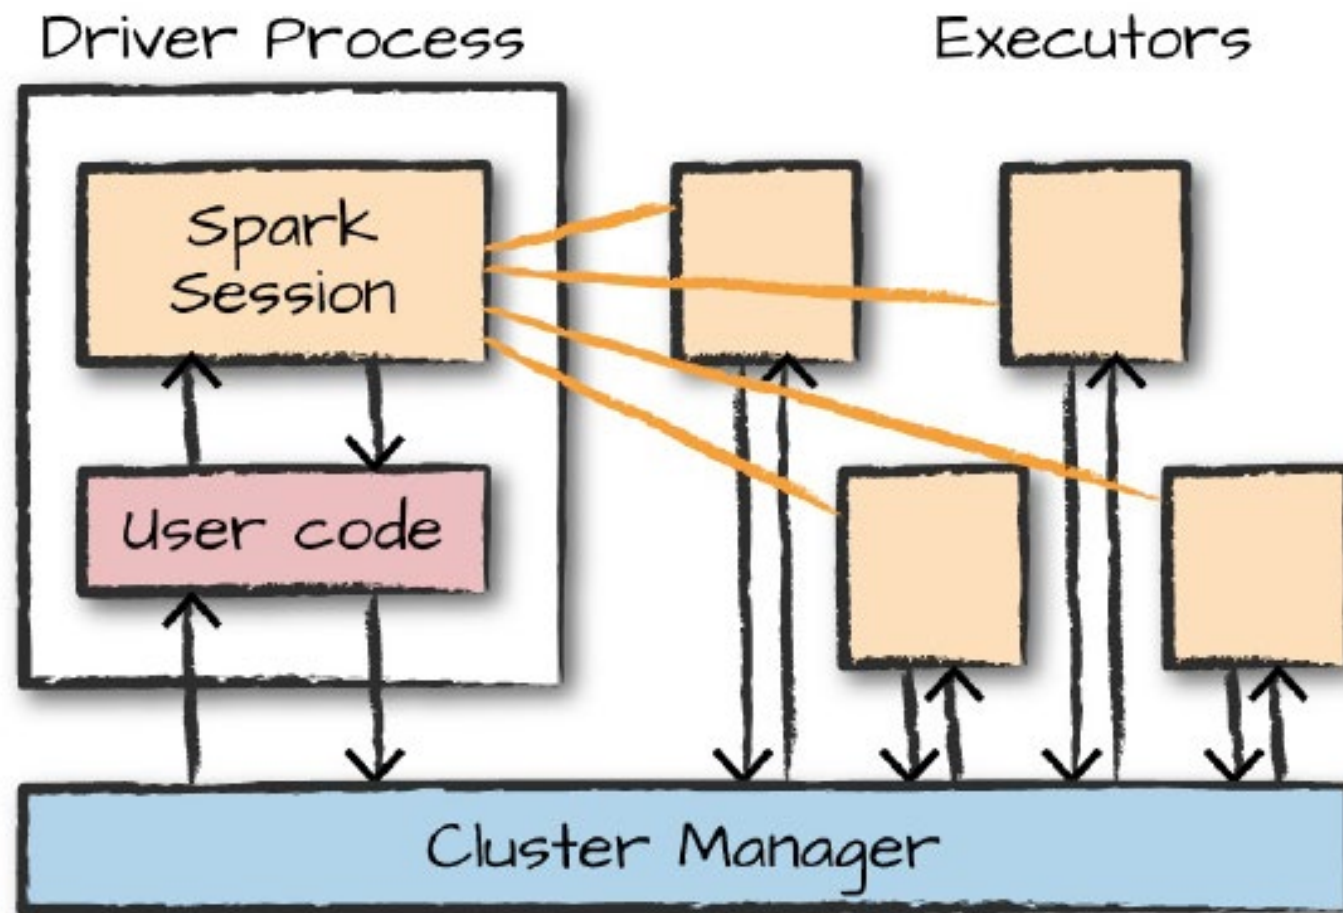 Driver Process
Executors
Spark
Session
User code
Cluster Manager